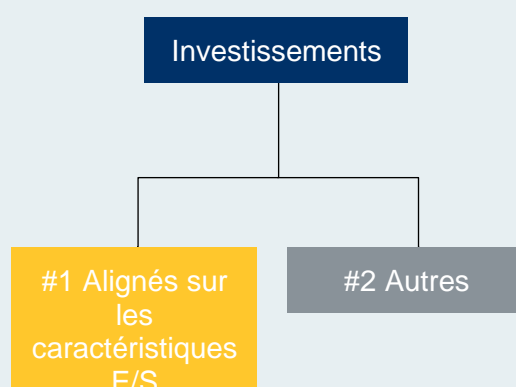 Investissements
#1 Alignés sur
les
caractéristiques
E/S
#2 Autres